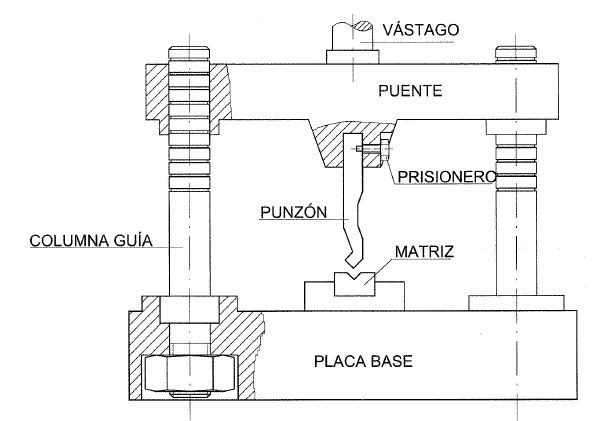 VÁSTAGO
PUENTE
PRISIONERO
PUNZÓN
COLUMNA GUÍA
MATRIZ
PLACA BASE